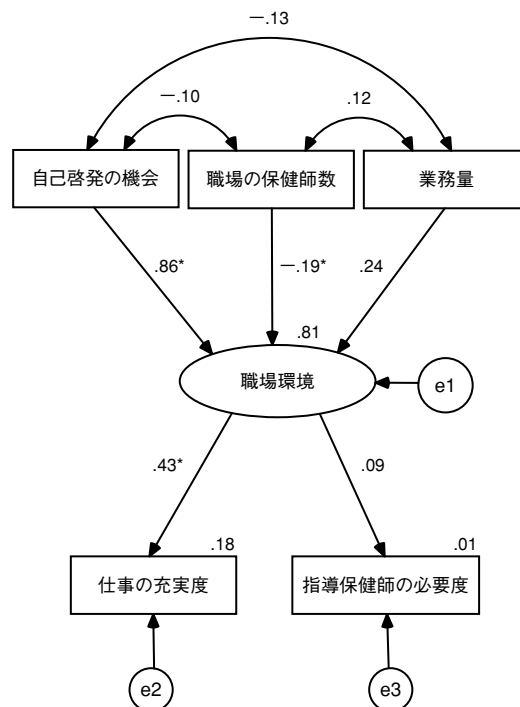 −.13
−.10
.12
自己啓発の機会
職場の保健師数
業務量
.86*
−.19*
.24
.81
職場環境
e1
.43*
.09
.18
.01
仕事の充実度
指導保健師の必要度
e2
e3